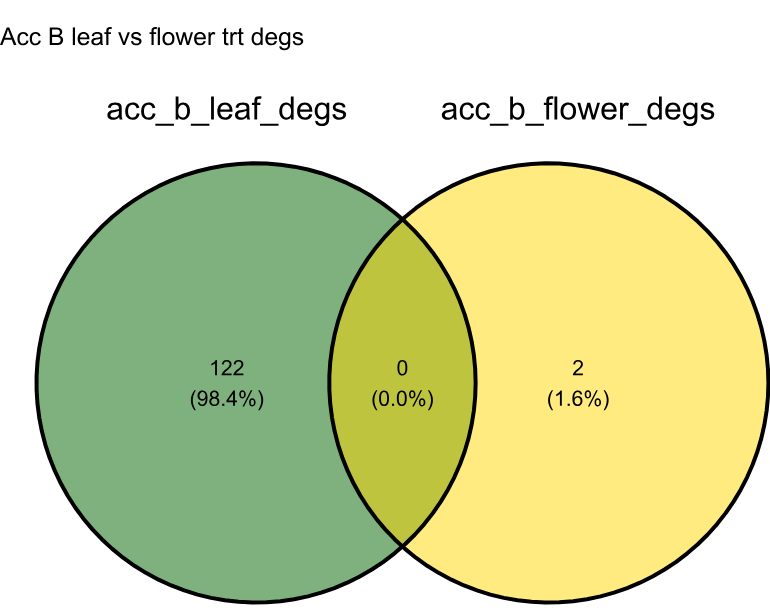 Acc B leaf vs flower trt degs
acc_b_leaf_degs
acc_b_flower_degs
122
(98.4%)
0
(0.0%)
2
(1.6%)